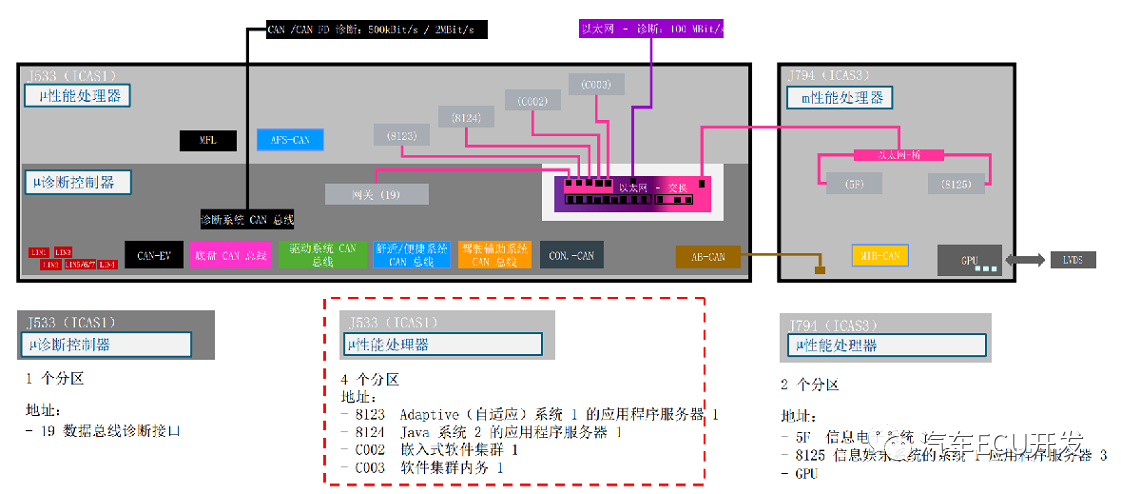 CAN /CAN FD 诊断: 500kBit/s / 2MBit/s
以太网 - 诊断: 100 MBit/s
J533 (ICAS1)
μ性能处理器
J794 (ICAS3)
m性能处理器
(C003)
(C002)
(8124)
(8123)
MFL
AFS-CAN
以太网-桥
(5F)
(8125)
μ诊断控制器
网关 (19)
以太网 - 交换
诊断系统 CAN 总线
LIN1
LIN3
LIN2
LIN5/6/7
LIN4
CAN-EV
底盘 CAN 总线
驱动系统 CAN
总线
舒适/便捷系统
CAN 总线
驾驶辅助系统
CAN 总线
CON.-CAN
AB-CAN
MIB-CAN
GPU
LVDS
J533 (ICAS1)
μ诊断控制器
1 个分区
地址:
- 19 数据总线诊断接口
J533 (ICAS1)
μ性能处理器
4 个分区
地址:
- 8123 Adaptive (自适应) 系统 1 的应用程序服务器 1
- 8124 Java 系统 2 的应用程序服务器 1
- C002 嵌入式软件集群 1
- C003 软件集群内务 1
J794 (ICAS3)
μ性能处理器
2 个分区
地址:
- 5F 信息电子系统 1
- 8125 信息娱乐系统的系统 1 应用程序服务器 3
- GPU
汽车ECU开发